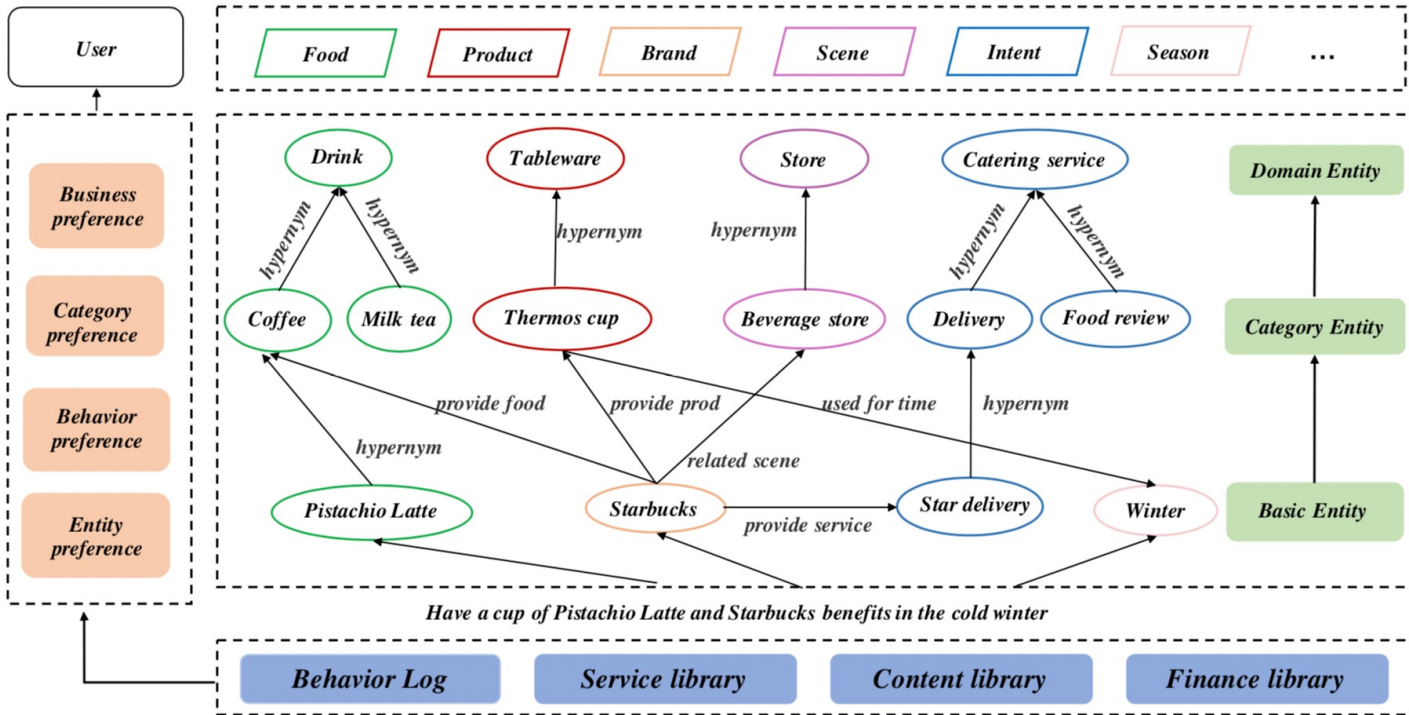 User
Food
Product
Brand
Scene
Intent
Season
...
Business
preference
Category
preference
Behavior
preference
Entity
preference
Drink
Tableware
Store
Catering service
Domain Entity
hypernym
hypernym
hypernym
hypernym
hypernym
hypernym
Coffee
Milk tea
Thermos cup
Beverage store
Delivery
Food review
Category Entity
provide food
provide prod
used for time
hypernym
hypernym
related scene
Pistachio Latte
Starbucks
provide service
Star delivery
Winter
Basic Entity
Have a cup of Pistachio Latte and Starbucks benefits in the cold winter
Behavior Log
Service library
Content library
Finance library